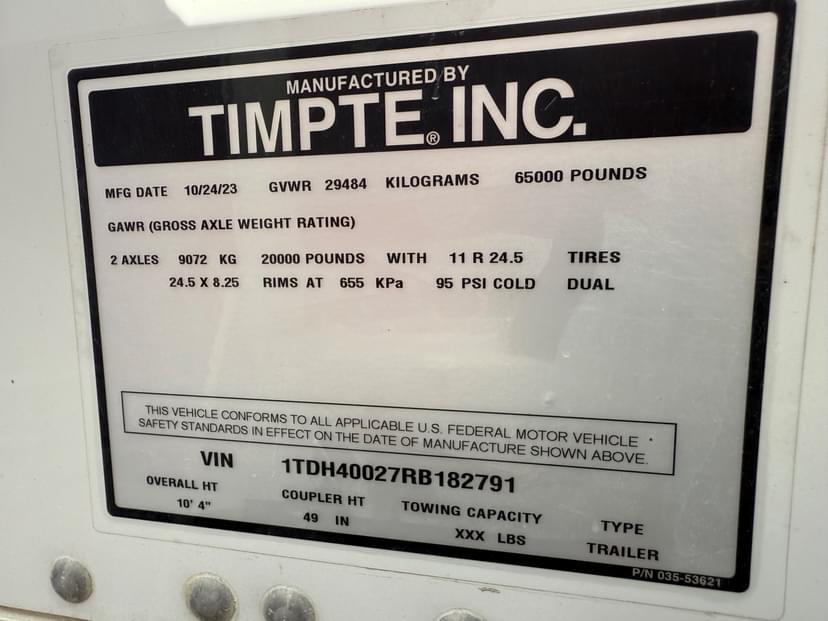 MANUFACTURED BY
TIMPTE® INC.
MFG DATE 10/24/23 GVWR 29484 KILOGRAMS 65000 POUNDS
GAWR (GROSS AXLE WEIGHT RATING)
2 AXLES 9072 KG 20000 POUNDS WITH 11 R 24.5 TIRES
24.5 X 8.25 RIMS AT 655 KPa 95 PSI COLD DUAL
THIS VEHICLE CONFORMS TO ALL APPLICABLE U.S. FEDERAL MOTOR VEHICLE
SAFETY STANDARDS IN EFFECT ON THE DATE OF MANUFACTURE SHOWN ABOVE.
VIN 1TDH40027RB182791
OVERALL HT COUPLER HT TOWING CAPACITY TYPE
10' 4" 49 IN XXX LBS TRAILER
P/N 035-53621